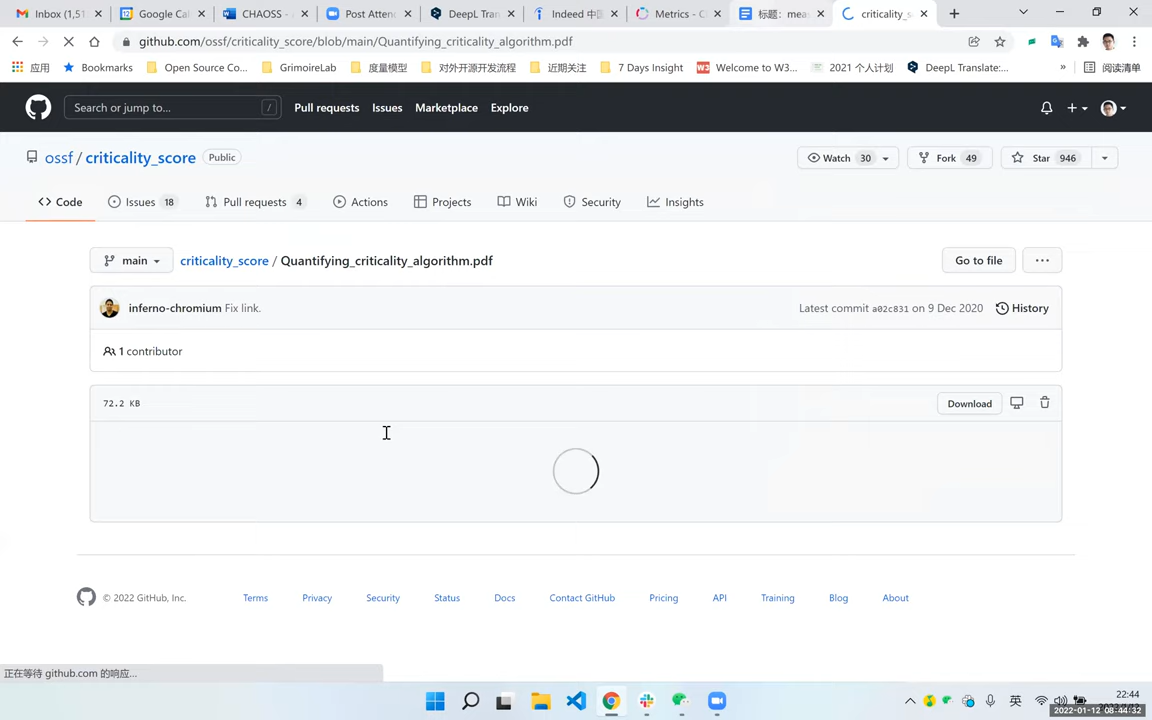 Inbox (1,51
Google Cal
CHAOSS -
Post Atten
DeepL Tran
Indeed 中国
Metrics - C
标题: mea
criticality_s
github.com/ossf/criticality_score/blob/main/Quantifying_criticality_algorithm.pdf
应用 Bookmarks Open Source Co... GrimoireLab 度量模型 对外开源开发流程 近期关注 7 Days Insight Welcome to W3... 2021 个人计划 DeepL Translate:... » 阅读清单
Search or jump to... / Pull requests Issues Marketplace Explore
ossf / criticality_score Public Watch 30 Fork 49 Star 946
<> Code Issues 18 Pull requests 4 Actions Projects Wiki Security Insights
main criticality_score / Quantifying_criticality_algorithm.pdf Go to file ...
inferno-chromium Fix link. Latest commit a02c831 on 9 Dec 2020 History
1 contributor
72.2 KB Download
© 2022 GitHub, Inc. Terms Privacy Security Status Docs Contact GitHub Pricing API Training Blog About
正在等待 github.com 的响应...
英 22:44
2022-01-12 08:44:32